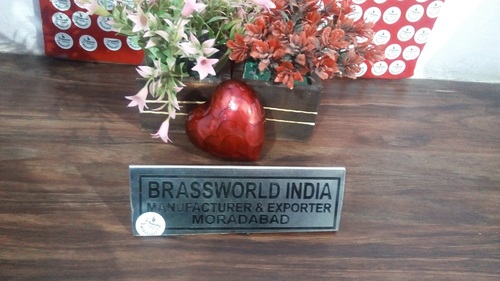 BRASSWORLD INDIA
MANUFACTURER & EXPORTER
MORADABAD